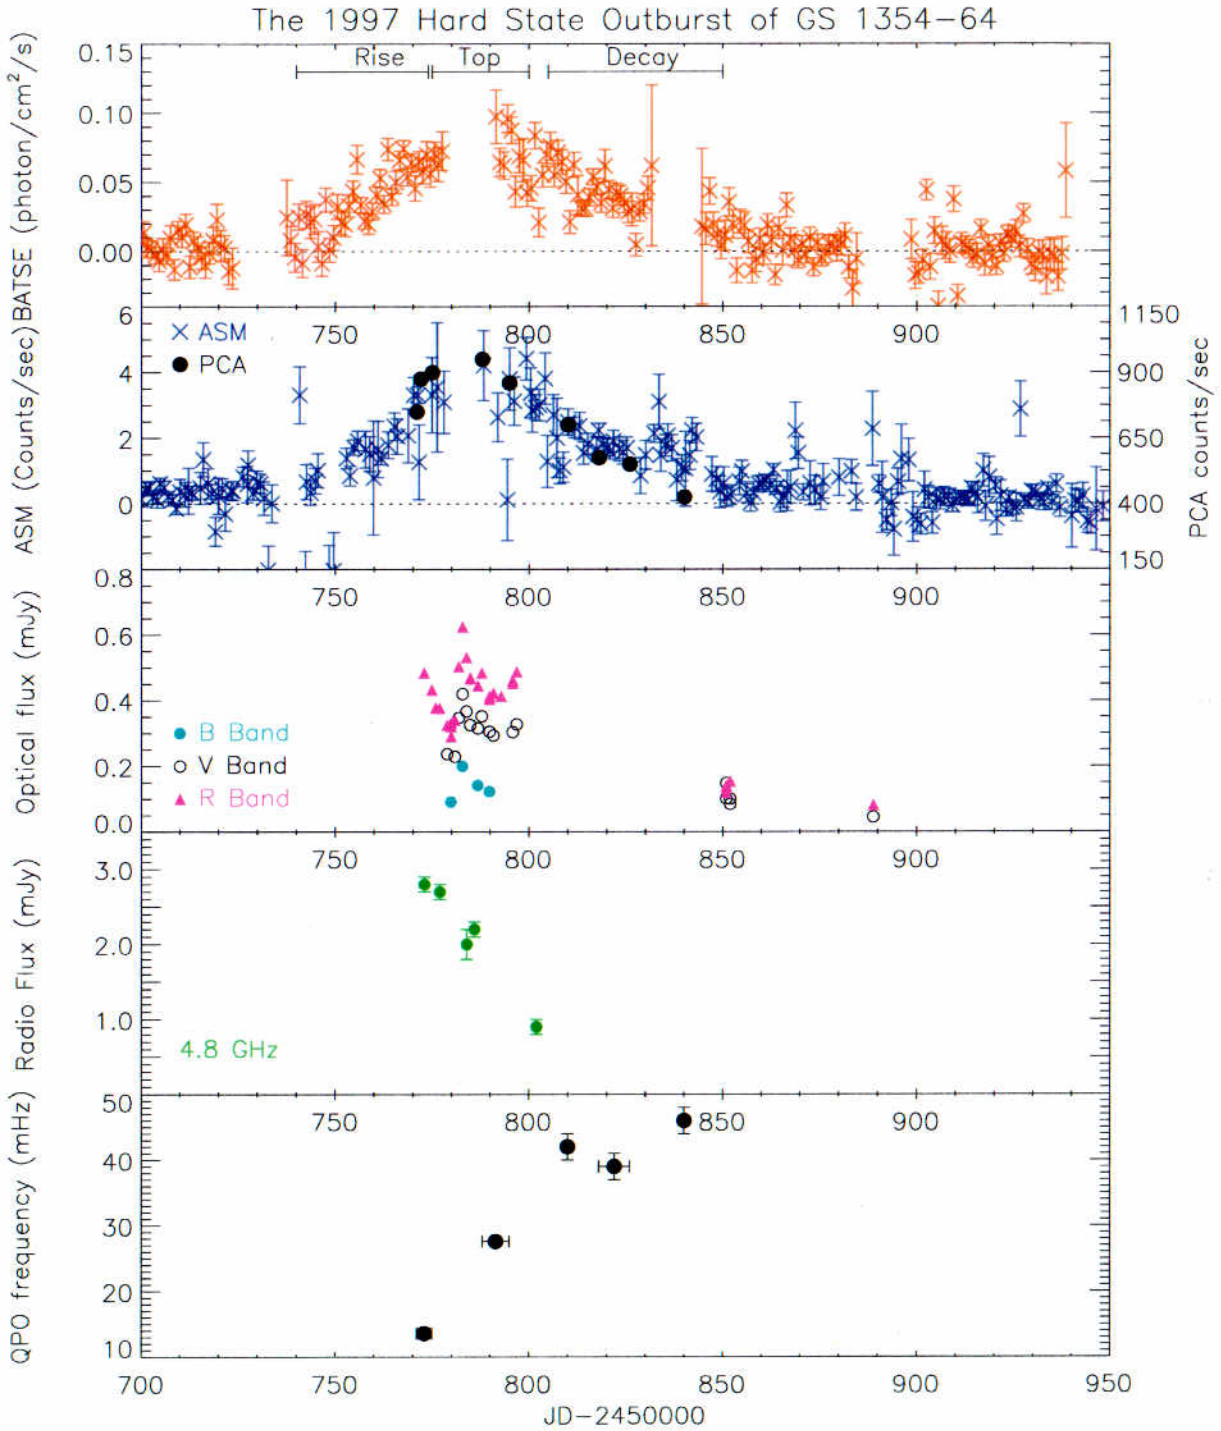 The 1997 Hard State Outburst of GS 1354-64
BATSE (photon/cm²/s)
0.15
0.10
0.05
0.00
Rise
Top
Decay
ASM (Counts/sec)
6
4
2
0
× ASM
● PCA
750
800
850
900
1150
900
650
400
150
PCA counts/sec
Optical flux (mJy)
0.8
0.6
0.4
0.2
0.0
750
800
850
900
● B Band
○ V Band
▲ R Band
Radio Flux (mJy)
3.0
2.0
1.0
750
800
850
900
4.8 GHz
QPO frequency (mHz)
50
40
30
20
10
750
800
850
900
700
750
800
850
900
950
JD-2450000